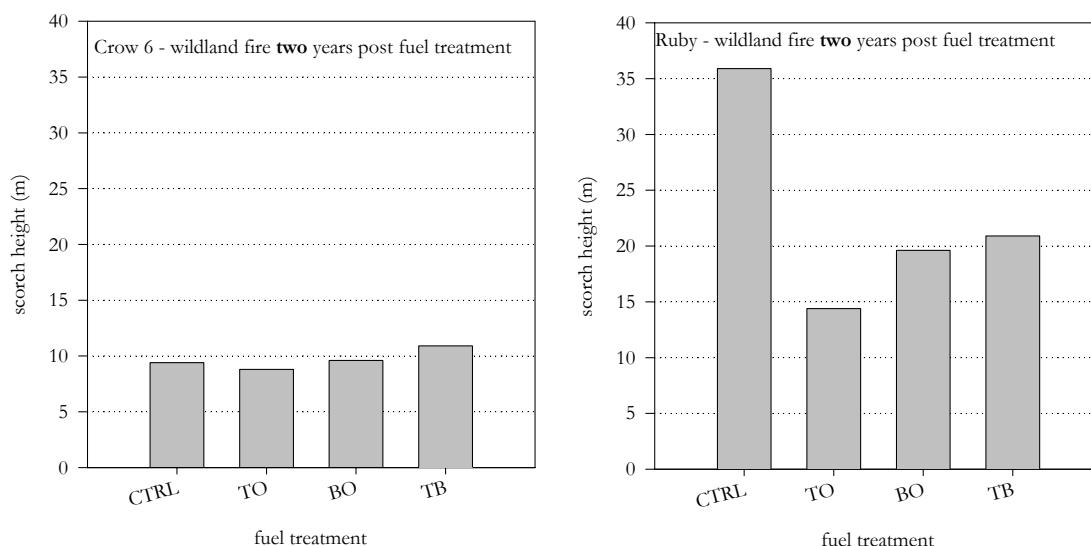 Crow 6 - wildland fire two years post fuel treatment
40
35
30
25
20
15
10
5
0
scorch height (m)
CTRL
TO
BO
TB
fuel treatment
Ruby - wildland fire two years post fuel treatment
40
35
30
25
20
15
10
5
0
scorch height (m)
CTRL
TO
BO
TB
fuel treatment